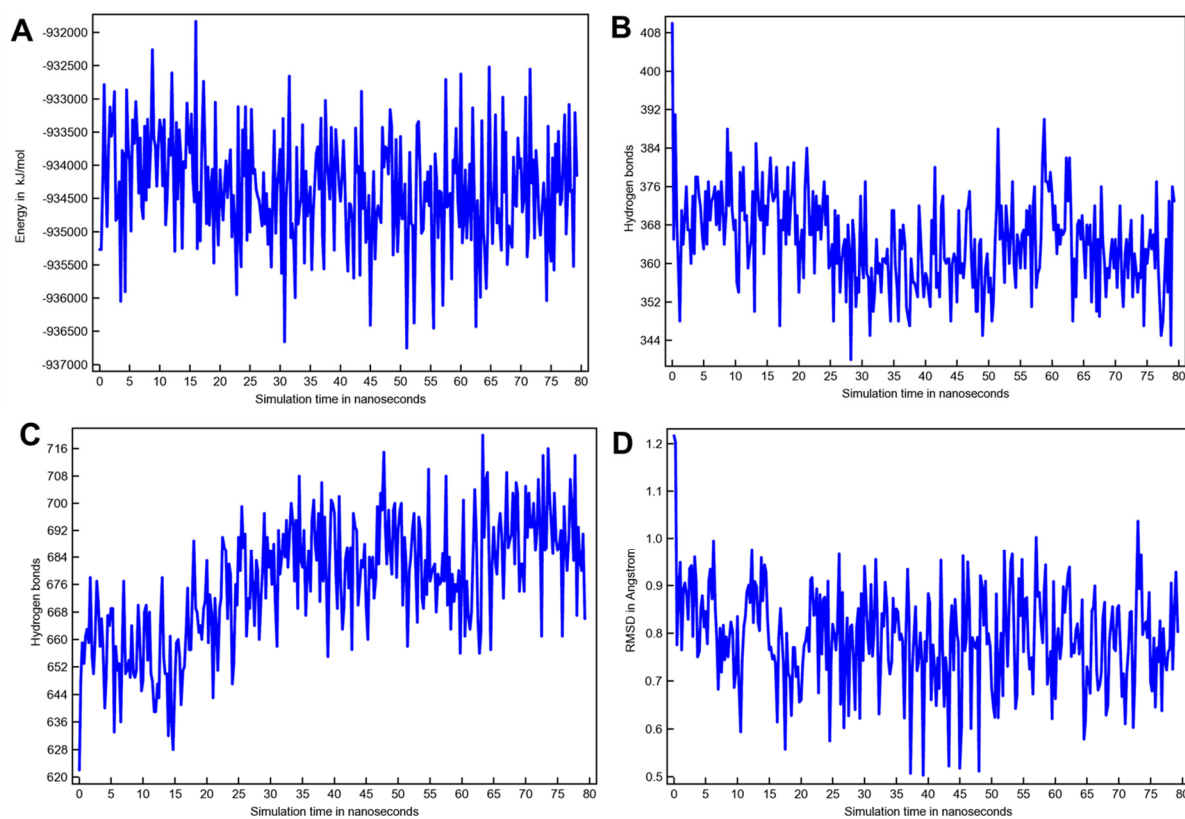 A
Energy in kJ/mol
-932000
-932500
-933000
-933500
-934000
-934500
-935000
-935500
-936000
-936500
-937000
0 5 10 15 20 25 30 35 40 45 50 55 60 65 70 75 80
Simulation time in nanoseconds
B
Hydrogen bonds
408
400
392
384
376
368
360
352
344
0 5 10 15 20 25 30 35 40 45 50 55 60 65 70 75 80
Simulation time in nanoseconds
C
Hydrogen bonds
716
708
700
692
684
676
668
660
652
644
636
628
620
0 5 10 15 20 25 30 35 40 45 50 55 60 65 70 75 80
Simulation time in nanoseconds
D
RMSD in Angstrom
1.2
1.1
1.0
0.9
0.8
0.7
0.6
0.5
0 5 10 15 20 25 30 35 40 45 50 55 60 65 70 75 80
Simulation time in nanoseconds